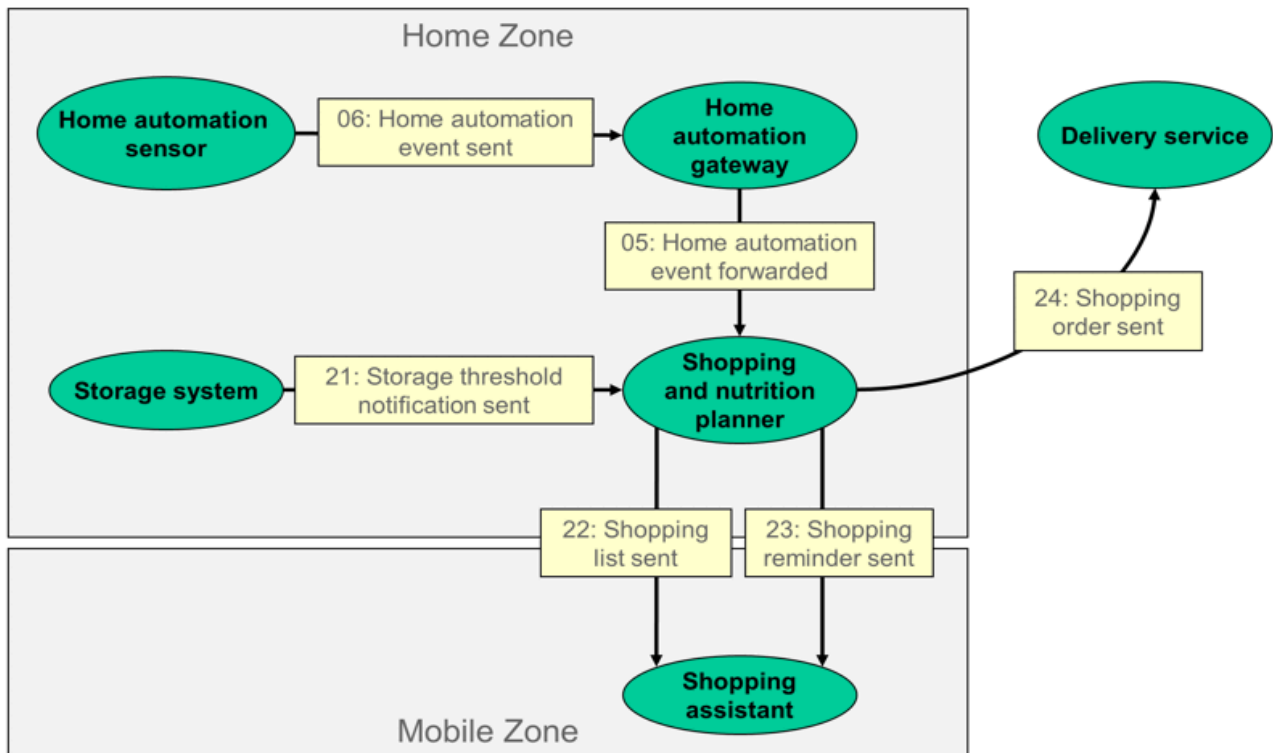 Home Zone
Home automation
sensor
06: Home automation
event sent
Home
automation
gateway
Delivery service
05: Home automation
event forwarded
24: Shopping
order sent
Storage system
21: Storage threshold
notification sent
Shopping
and nutrition
planner
22: Shopping
list sent
23: Shopping
reminder sent
Shopping
assistant
Mobile Zone